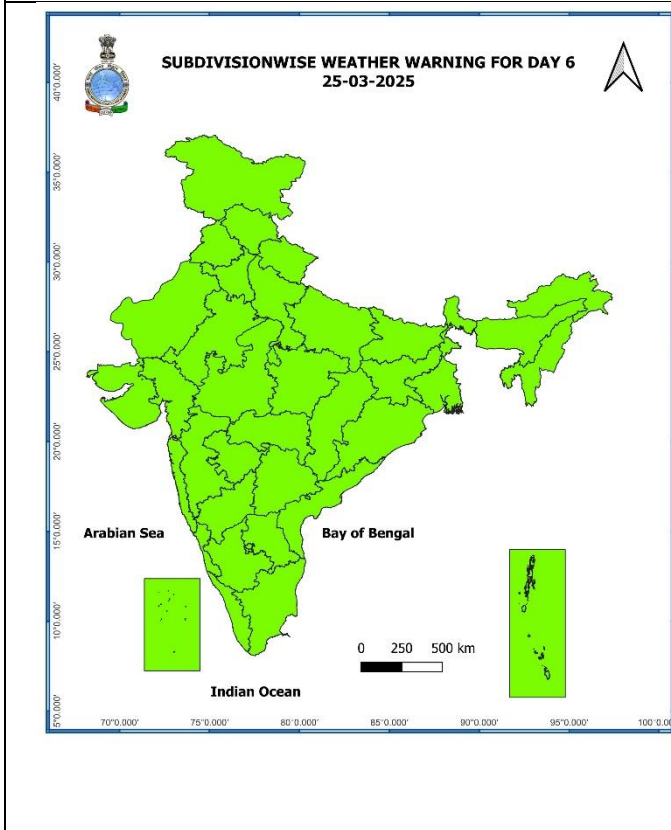 SUBDIVISIONWISE WEATHER WARNING FOR DAY 6
25-03-2025
40°0.000'
35°0.000'
30°0.000'
25°0.000'
20°0.000'
15°0.000'
10°0.000'
5°0.000'
Arabian Sea
Bay of Bengal
0 250 500 km
Indian Ocean
70°0.000' 75°0.000' 80°0.000' 85°0.000' 90°0.000' 95°0.000' 100°0.0